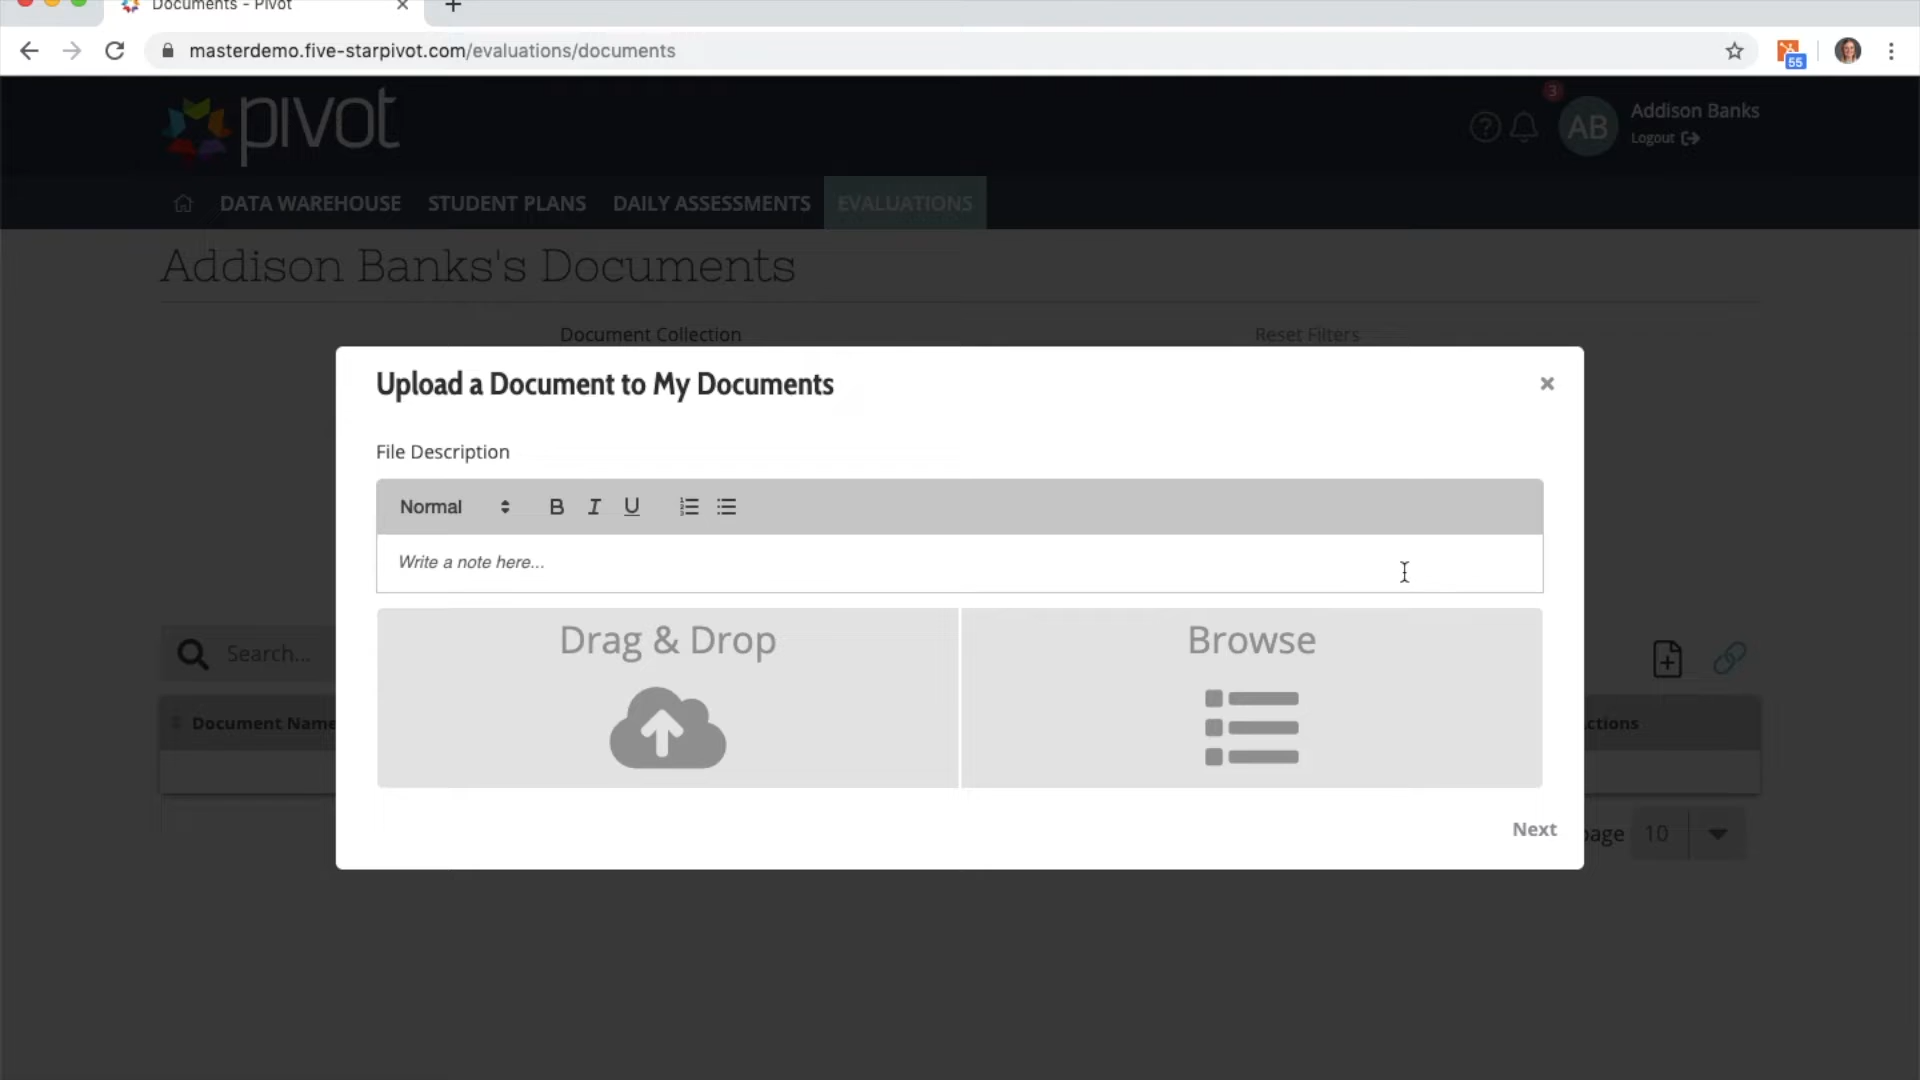 Documents - Pivot
masterdemo.five-starpivot.com/evaluations/documents
55
pivot
3
AB
Addison Banks
Logout
DATA WAREHOUSE STUDENT PLANS DAILY ASSESSMENTS EVALUATIONS
Addison Banks's Documents
Document Collection Reset Filters
Upload a Document to My Documents
File Description
Normal B I U
Write a note here...
Drag & Drop Browse
Search...
Document Name ctions
Next
page 10